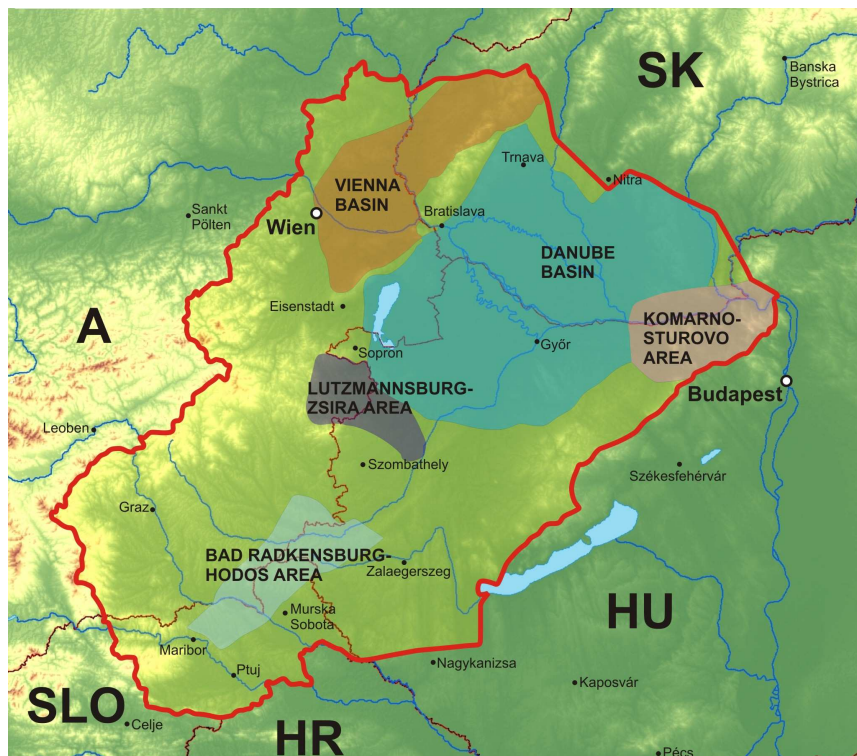 SK
Banska
Bystrica
Trnava
Nitra
VIENNA
BASIN
Sankt
Pölten
Wien
Bratislava
DANUBE
BASIN
Eisenstadt
A
KOMARNO-
STUROVO
AREA
Sopron
Győr
LUTZMANNSBURG-
ZSIRA AREA
Budapest
Leoben
Szombathely
Székesfehérvár
Graz
BAD RADKENSBURG-
HODOS AREA
Zalaegerszeg
HU
Murska
Sobota
Maribor
Ptuj
Nagykanizsa
Kaposvár
SLO
Celje
HR
Pécs